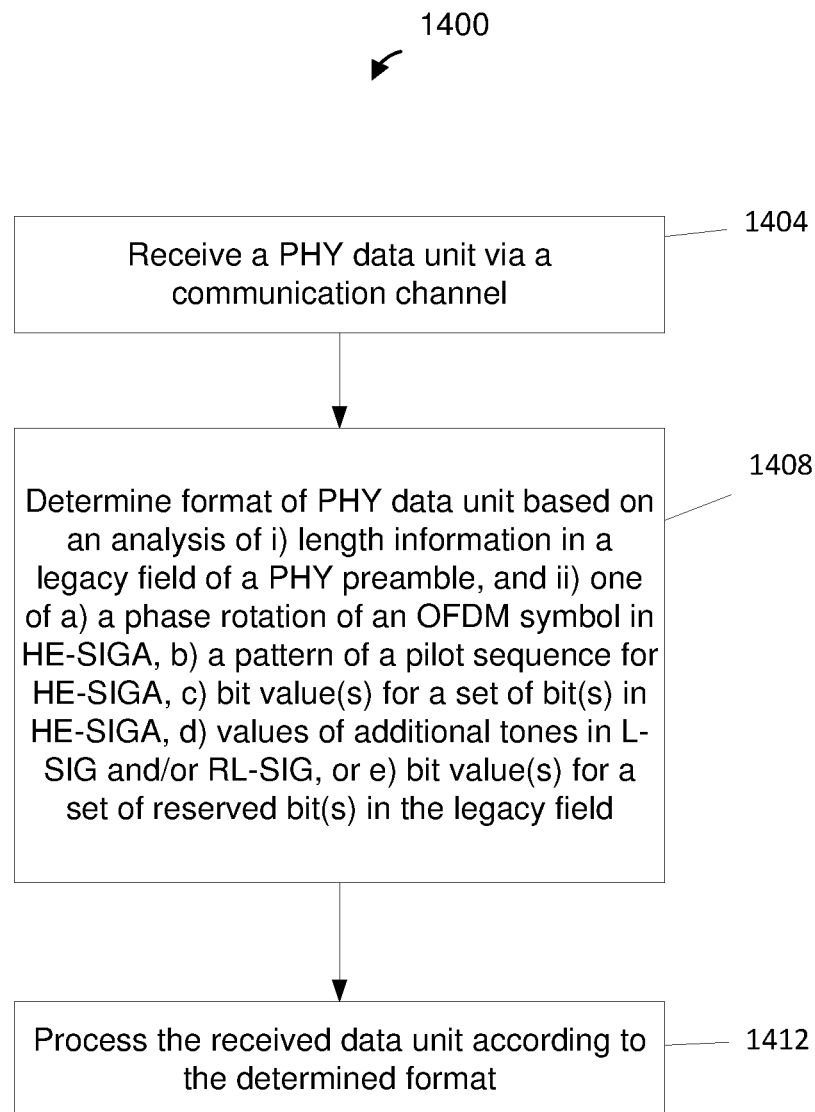 1400
1404
Receive a PHY data unit via a
communication channel
1408
Determine format of PHY data unit based on
an analysis of i) length information in a
legacy field of a PHY preamble, and ii) one
of a) a phase rotation of an OFDM symbol in
HE-SIGA, b) a pattern of a pilot sequence for
HE-SIGA, c) bit value(s) for a set of bit(s) in
HE-SIGA, d) values of additional tones in L-
SIG and/or RL-SIG, or e) bit value(s) for a
set of reserved bit(s) in the legacy field
Process the received data unit according to
the determined format
1412